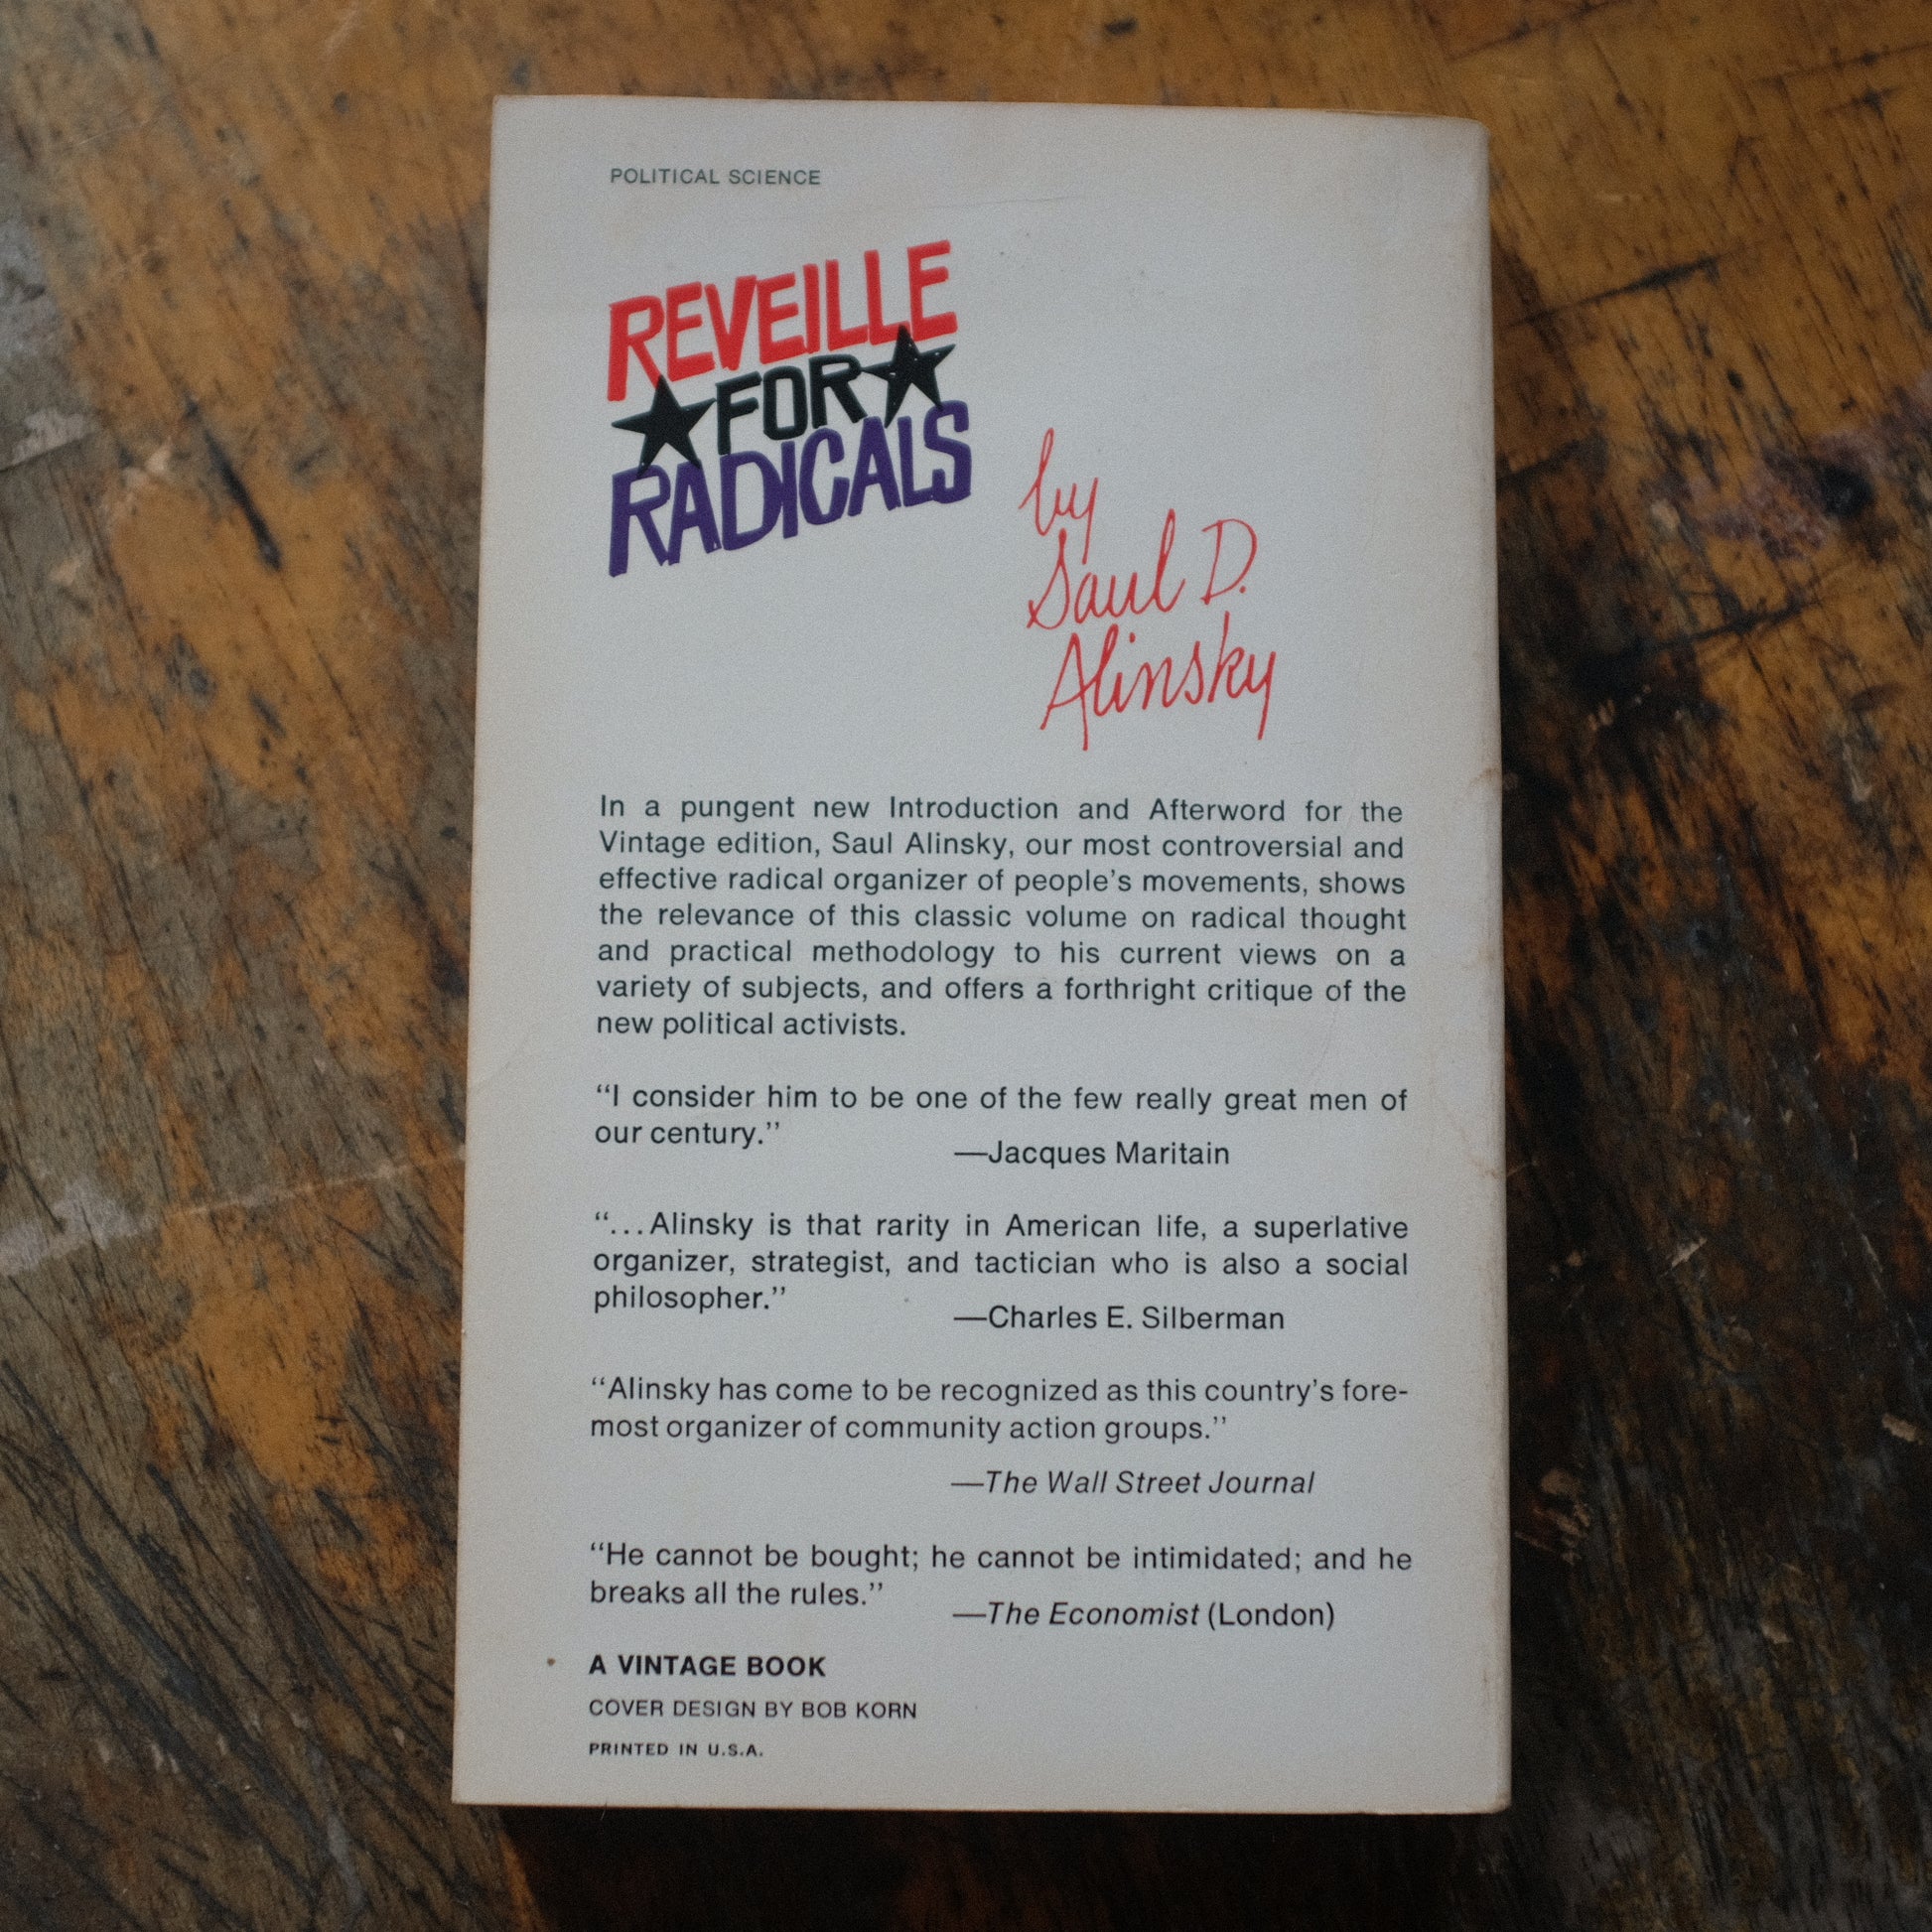 POLITICAL SCIENCE
REVEILLE
★FOR★
RADICALS
by
Saul D.
Alinsky
In a pungent new Introduction and Afterword for the
Vintage edition, Saul Alinsky, our most controversial and
effective radical organizer of people's movements, shows
the relevance of this classic volume on radical thought
and practical methodology to his current views on a
variety of subjects, and offers a forthright critique of the
new political activists.
“I consider him to be one of the few really great men of
our century.”
—Jacques Maritain
“...Alinsky is that rarity in American life, a superlative
organizer, strategist, and tactician who is also a social
philosopher.”
—Charles E. Silberman
“Alinsky has come to be recognized as this country's fore-
most organizer of community action groups.”
—The Wall Street Journal
“He cannot be bought; he cannot be intimidated; and he
breaks all the rules.”
—The Economist (London)
A VINTAGE BOOK
COVER DESIGN BY BOB KORN
PRINTED IN U.S.A.